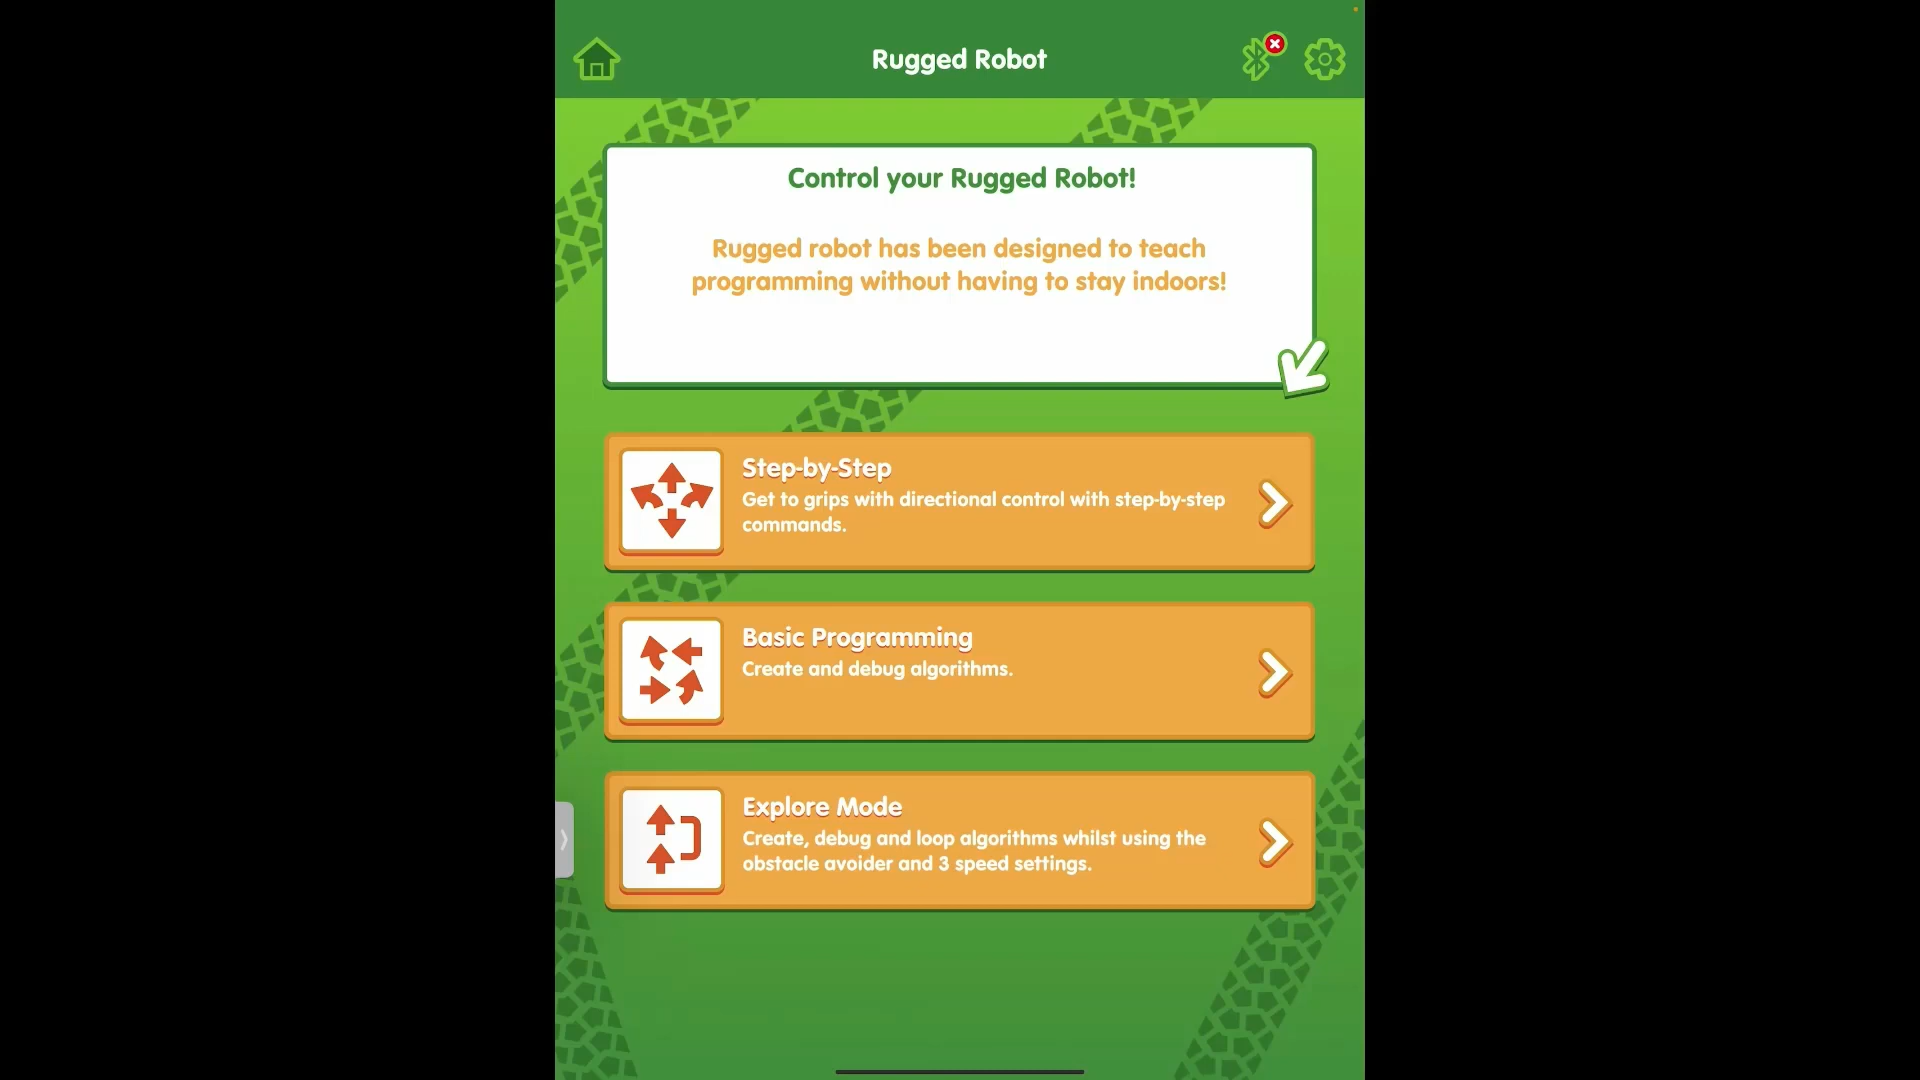 Rugged Robot
Control your Rugged Robot!
Rugged robot has been designed to teach
programming without having to stay indoors!
Step-by-Step
Get to grips with directional control with step-by-step
commands.
Basic Programming
Create and debug algorithms.
Explore Mode
Create, debug and loop algorithms whilst using the
obstacle avoider and 3 speed settings.